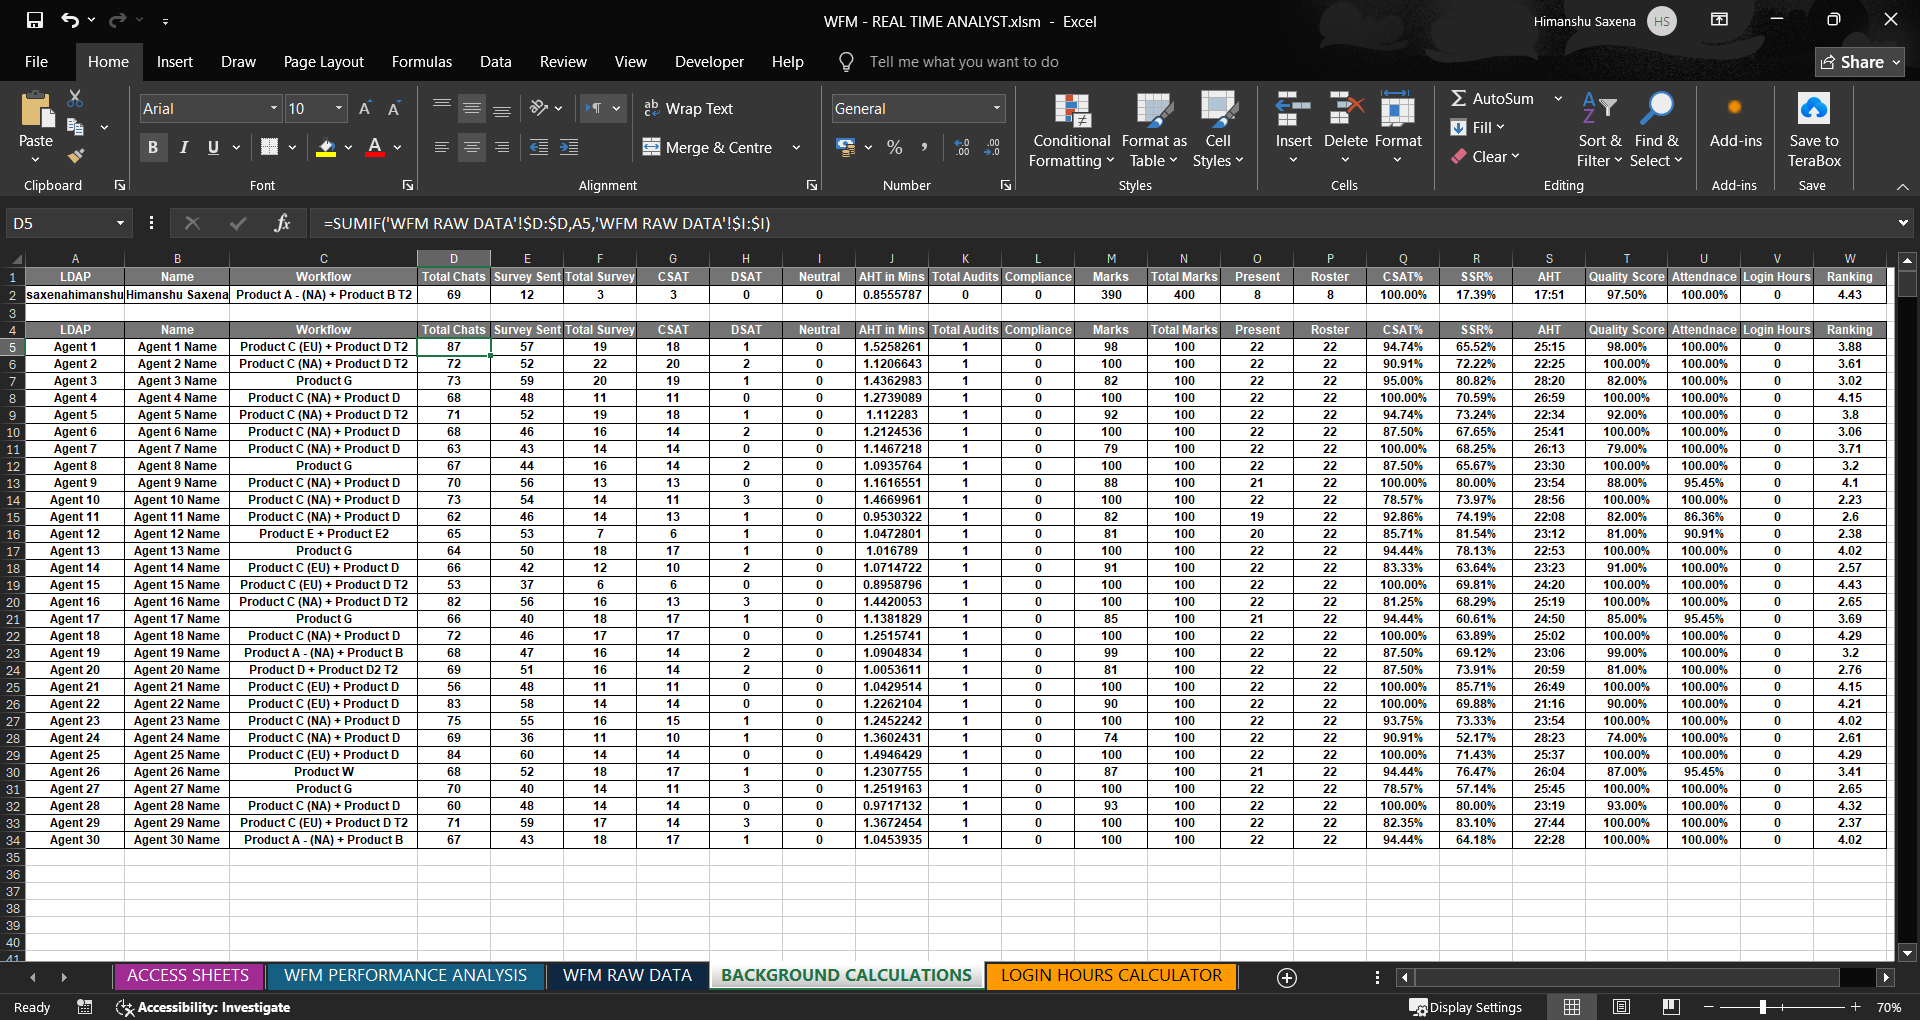 WFM - REAL TIME ANALYST.xlsm - Excel
Himanshu Saxena HS
File Home Insert Draw Page Layout Formulas Data Review View Developer Help Tell me what you want to do Share
Paste
Clipboard
Arial 10
B I U
Font
Wrap Text
Merge & Centre
Alignment
General
Number
Conditional Formatting
Format as Table
Cell Styles
Styles
Insert
Delete
Format
Cells
AutoSum
Fill
Clear
Sort & Filter
Find & Select
Editing
Add-ins
Add-ins
Save to TeraBox
Save
D5 fx =SUMIF('WFM RAW DATA'!$D:$D,A5,'WFM RAW DATA'!$I:$I)
A B C D E F G H I J K L M N O P Q R S T U V W
1 LDAP Name Workflow Total Chats Survey Sent Total Survey CSAT DSAT Neutral AHT in Mins Total Audits Compliance Marks Total Marks Present Roster CSAT% SSR% AHT Quality Score Attendnace Login Hours Ranking
2 saxenahimanshu Himanshu Saxena Product A - (NA) + Product B T2 69 12 3 3 0 0 0.8555787 0 0 390 400 8 8 100.00% 17.39% 17:51 97.50% 100.00% 0 4.43
3
4 LDAP Name Workflow Total Chats Survey Sent Total Survey CSAT DSAT Neutral AHT in Mins Total Audits Compliance Marks Total Marks Present Roster CSAT% SSR% AHT Quality Score Attendnace Login Hours Ranking
5 Agent 1 Agent 1 Name Product C (EU) + Product D T2 87 57 19 18 1 0 1.5258261 1 0 98 100 22 22 94.74% 65.52% 25:15 98.00% 100.00% 0 3.88
6 Agent 2 Agent 2 Name Product C (NA) + Product D T2 72 52 22 20 2 0 1.1206643 1 0 100 100 22 22 90.91% 72.22% 22:25 100.00% 100.00% 0 3.61
7 Agent 3 Agent 3 Name Product G 73 59 20 19 1 0 1.4362983 1 0 82 100 22 22 95.00% 80.82% 28:20 82.00% 100.00% 0 3.02
8 Agent 4 Agent 4 Name Product C (NA) + Product D 68 48 11 11 0 0 1.2739089 1 0 100 100 22 22 100.00% 70.59% 26:59 100.00% 100.00% 0 4.15
9 Agent 5 Agent 5 Name Product C (NA) + Product D T2 71 52 19 18 1 0 1.112283 1 0 92 100 22 22 94.74% 73.24% 22:34 92.00% 100.00% 0 3.8
10 Agent 6 Agent 6 Name Product C (NA) + Product D 68 46 16 14 2 0 1.2124536 1 0 100 100 22 22 87.50% 67.65% 25:41 100.00% 100.00% 0 3.06
11 Agent 7 Agent 7 Name Product C (NA) + Product D 63 43 14 14 0 0 1.1467218 1 0 79 100 22 22 100.00% 68.25% 26:13 79.00% 100.00% 0 3.71
12 Agent 8 Agent 8 Name Product G 67 44 16 14 2 0 1.0935764 1 0 100 100 22 22 87.50% 65.67% 23:30 100.00% 100.00% 0 3.2
13 Agent 9 Agent 9 Name Product C (NA) + Product D 70 56 13 13 0 0 1.1616551 1 0 88 100 21 22 100.00% 80.00% 23:54 88.00% 95.45% 0 4.1
14 Agent 10 Agent 10 Name Product C (NA) + Product D 73 54 14 11 3 0 1.4669961 1 0 100 100 22 22 78.57% 73.97% 28:56 100.00% 100.00% 0 2.23
15 Agent 11 Agent 11 Name Product C (NA) + Product D 62 46 14 13 1 0 0.9530322 1 0 82 100 19 22 92.86% 74.19% 22:08 82.00% 86.36% 0 2.6
16 Agent 12 Agent 12 Name Product E + Product E2 65 53 7 6 1 0 1.0472801 1 0 81 100 20 22 85.71% 81.54% 23:12 81.00% 90.91% 0 2.38
17 Agent 13 Agent 13 Name Product G 64 50 18 17 1 0 1.016789 1 0 100 100 22 22 94.44% 78.13% 22:53 100.00% 100.00% 0 4.02
18 Agent 14 Agent 14 Name Product C (EU) + Product D 66 42 12 10 2 0 1.0714722 1 0 91 100 22 22 83.33% 63.64% 23:23 91.00% 100.00% 0 2.57
19 Agent 15 Agent 15 Name Product C (EU) + Product D T2 53 37 6 6 0 0 0.8958796 1 0 100 100 22 22 100.00% 69.81% 24:20 100.00% 100.00% 0 4.43
20 Agent 16 Agent 16 Name Product C (NA) + Product D T2 82 56 16 13 3 0 1.4420053 1 0 100 100 22 22 81.25% 68.29% 25:19 100.00% 100.00% 0 2.65
21 Agent 17 Agent 17 Name Product G 66 40 18 17 1 0 1.1381829 1 0 85 100 21 22 94.44% 60.61% 24:50 85.00% 95.45% 0 3.69
22 Agent 18 Agent 18 Name Product C (NA) + Product D 72 46 17 17 0 0 1.2515741 1 0 100 100 22 22 100.00% 63.89% 25:02 100.00% 100.00% 0 4.29
23 Agent 19 Agent 19 Name Product A - (NA) + Product B 68 47 16 14 2 0 1.0904834 1 0 99 100 22 22 87.50% 69.12% 23:06 99.00% 100.00% 0 3.2
24 Agent 20 Agent 20 Name Product D + Product D2 T2 69 51 16 14 2 0 1.0053611 1 0 81 100 22 22 87.50% 73.91% 20:59 81.00% 100.00% 0 2.76
25 Agent 21 Agent 21 Name Product C (EU) + Product D 56 48 11 11 0 0 1.0429514 1 0 100 100 22 22 100.00% 85.71% 26:49 100.00% 100.00% 0 4.15
26 Agent 22 Agent 22 Name Product C (EU) + Product D 83 58 14 14 0 0 1.2262104 1 0 90 100 22 22 100.00% 69.88% 21:16 90.00% 100.00% 0 4.21
27 Agent 23 Agent 23 Name Product C (NA) + Product D 75 55 16 15 1 0 1.2452242 1 0 100 100 22 22 93.75% 73.33% 23:54 100.00% 100.00% 0 4.02
28 Agent 24 Agent 24 Name Product C (NA) + Product D 69 36 11 10 1 0 1.3602431 1 0 74 100 22 22 90.91% 52.17% 28:23 74.00% 100.00% 0 2.61
29 Agent 25 Agent 25 Name Product C (EU) + Product D 84 60 14 14 0 0 1.4946429 1 0 100 100 22 22 100.00% 71.43% 25:37 100.00% 100.00% 0 4.29
30 Agent 26 Agent 26 Name Product W 68 52 18 17 1 0 1.2307755 1 0 87 100 21 22 94.44% 76.47% 26:04 87.00% 95.45% 0 3.41
31 Agent 27 Agent 27 Name Product G 70 40 14 11 3 0 1.2519163 1 0 100 100 22 22 78.57% 57.14% 25:45 100.00% 100.00% 0 2.65
32 Agent 28 Agent 28 Name Product C (NA) + Product D 60 48 14 14 0 0 0.9717132 1 0 93 100 22 22 100.00% 80.00% 23:19 93.00% 100.00% 0 4.32
33 Agent 29 Agent 29 Name Product C (EU) + Product D T2 71 59 17 14 3 0 1.3672454 1 0 100 100 22 22 82.35% 83.10% 27:44 100.00% 100.00% 0 2.37
34 Agent 30 Agent 30 Name Product A - (NA) + Product B 67 43 18 17 1 0 1.0453935 1 0 100 100 22 22 94.44% 64.18% 22:28 100.00% 100.00% 0 4.02
35
36
37
38
39
40
41
ACCESS SHEETS WFM PERFORMANCE ANALYSIS WFM RAW DATA BACKGROUND CALCULATIONS LOGIN HOURS CALCULATOR
Ready Accessibility: Investigate Display Settings 70%